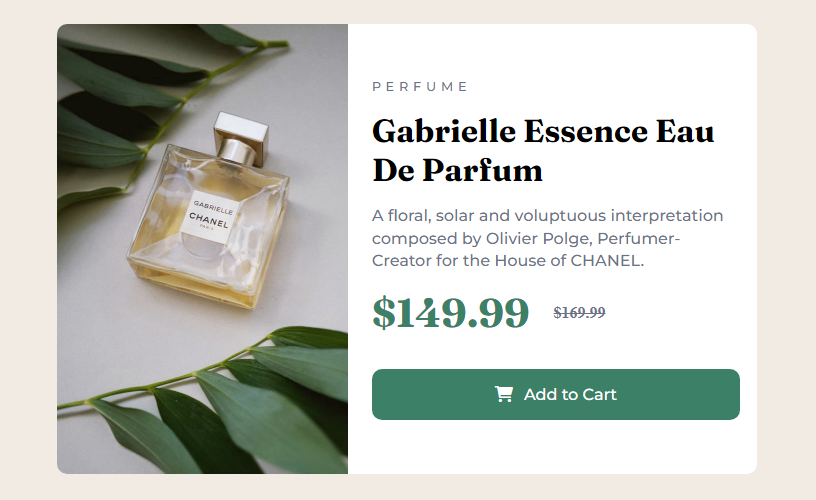 GABRIELLE
CHANEL
PARIS
PERFUME
Gabrielle Essence Eau
De Parfum
A floral, solar and voluptuous interpretation
composed by Olivier Polge, Perfumer-
Creator for the House of CHANEL.
$149.99 $169.99
Add to Cart